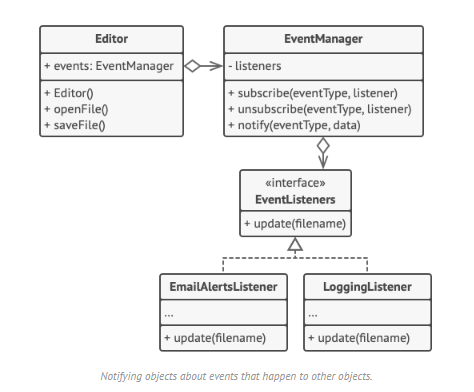 Editor
+ events: EventManager
+ Editor()
+ openFile()
+ saveFile()
EventManager
- listeners
+ subscribe(eventType, listener)
+ unsubscribe(eventType, listener)
+ notify(eventType, data)
«interface»
EventListeners
+ update(filename)
EmailAlertsListener
...
+ update(filename)
LoggingListener
...
+ update(filename)
Notifying objects about events that happen to other objects.